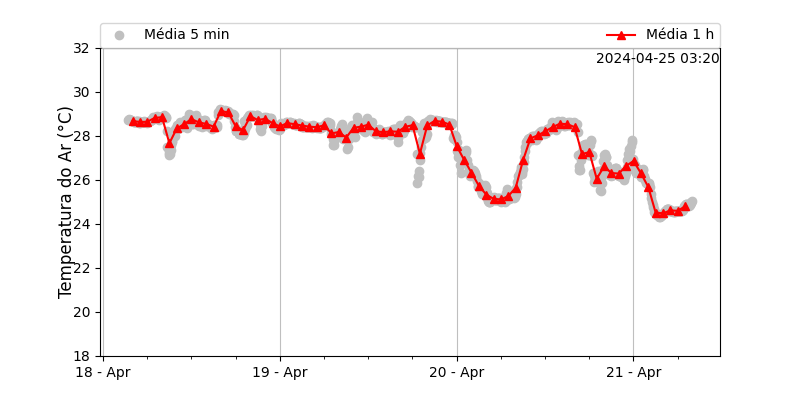 Média 5 min
Média 1 h
2024-04-25 03:20
Temperatura do Ar (°C)
32
30
28
26
24
22
20
18
18 - Apr
19 - Apr
20 - Apr
21 - Apr